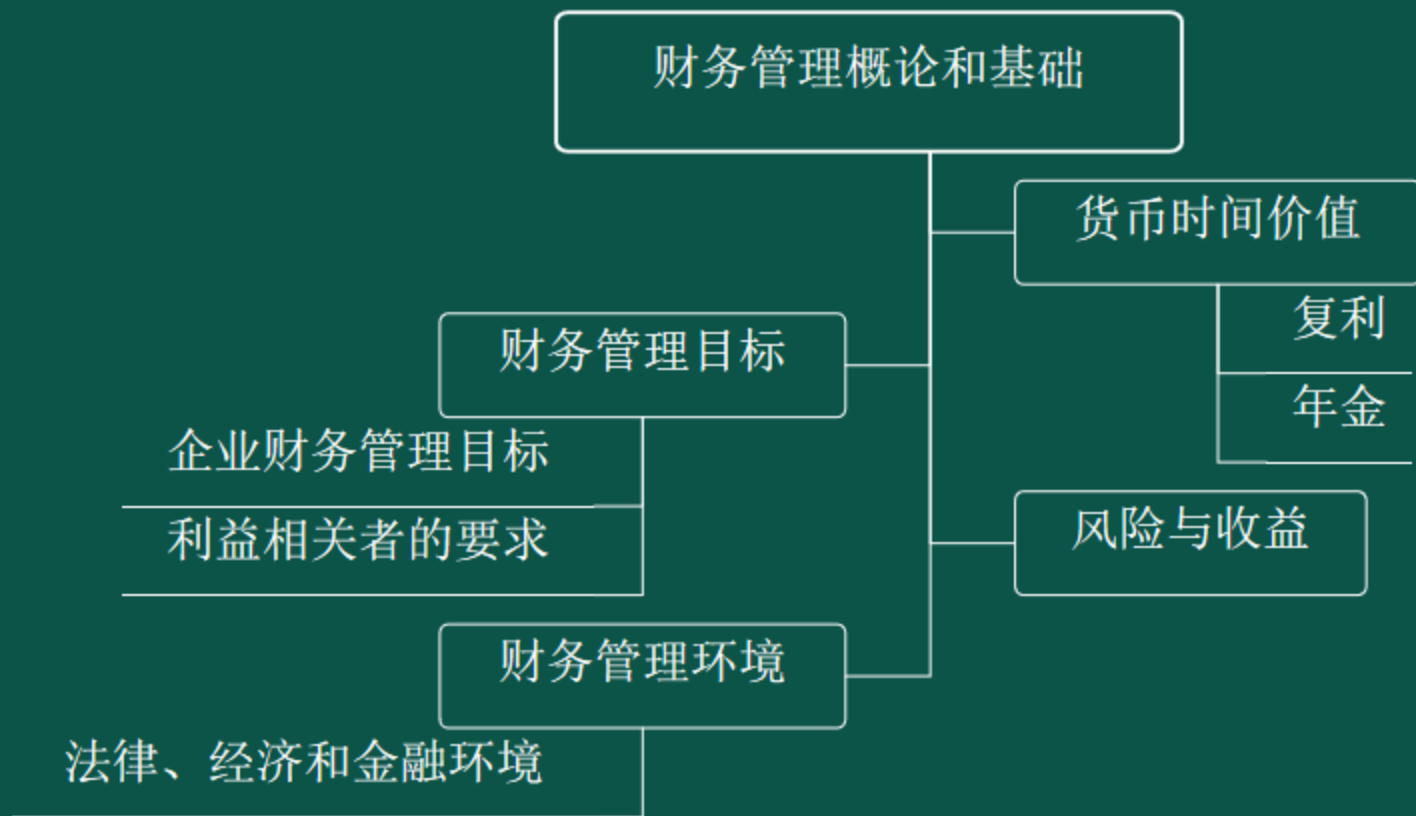 财务管理概论和基础
货币时间价值
复利
年金
财务管理目标
企业财务管理目标
利益相关者的要求
风险与收益
财务管理环境
法律、经济和金融环境